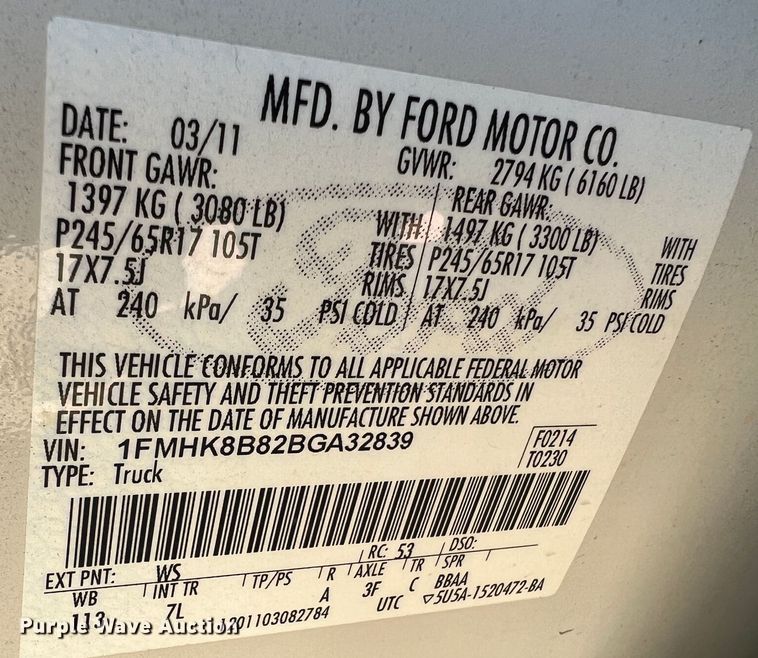 MFD. BY FORD MOTOR CO.
DATE: 03/11 GVWR: 2794 KG ( 6160 LB)
FRONT GAWR: REAR GAWR:
1397 KG ( 3080 LB) WITH 1497 KG ( 3300 LB) WITH
P245/65R17 105T TIRES P245/65R17 105T TIRES
17X7.5J RIMS 17X7.5J RIMS
AT 240 kPa/ 35 PSI COLD AT 240 kPa/ 35 PSI COLD
THIS VEHICLE CONFORMS TO ALL APPLICABLE FEDERAL MOTOR
VEHICLE SAFETY AND THEFT PREVENTION STANDARDS IN
EFFECT ON THE DATE OF MANUFACTURE SHOWN ABOVE.
VIN: 1FMHK8B82BGA32839 F0214
TYPE: Truck T0230
EXT PNT: WS RC: 53 DSO:
WB INT TR TP/PS R AXLE TR SPR
113 7L A 3F C BBAA
1201103082784 UTC ▽5U5A-1520472-BA
Purple Wave Auction